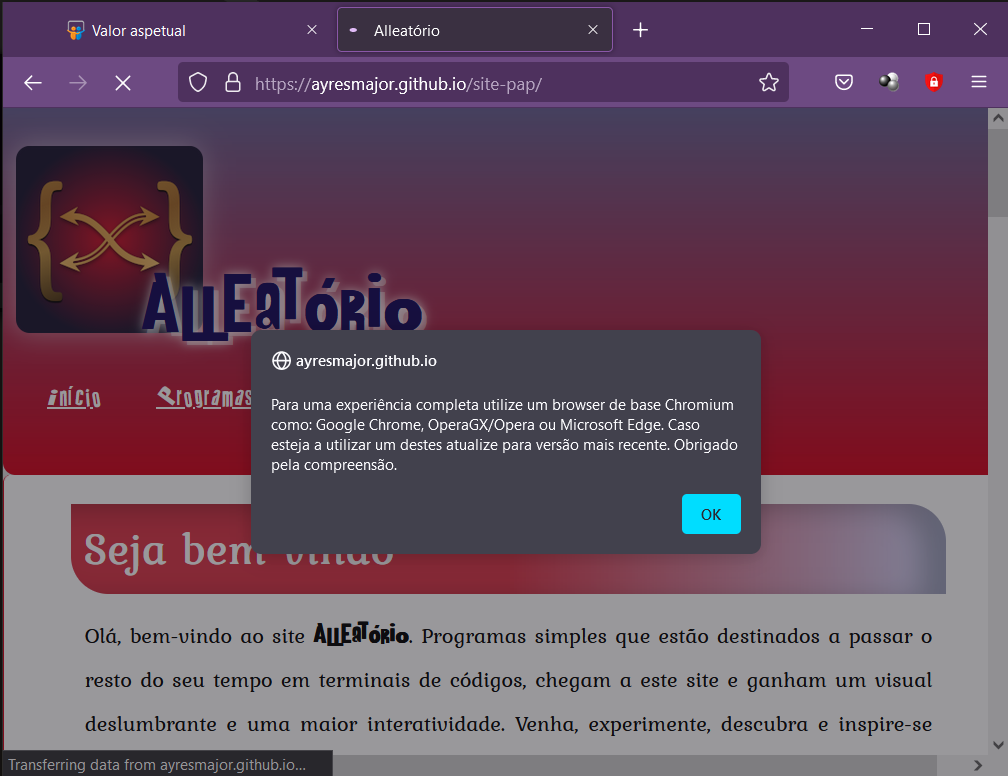 Valor aspetual
Alleatório
https://ayresmajor.github.io/site-pap/
Alleatório
Início
Programas
ayresmajor.github.io
Para uma experiência completa utilize um browser de base Chromium
como: Google Chrome, OperaGX/Opera ou Microsoft Edge. Caso
esteja a utilizar um destes atualize para versão mais recente. Obrigado
pela compreensão.
OK
Seja bem vindo
Olá, bem-vindo ao site Alleatório. Programas simples que estão destinados a passar o
resto do seu tempo em terminais de códigos, chegam a este site e ganham um visual
deslumbrante e uma maior interatividade. Venha, experimente, descubra e inspire-se
Transferring data from ayresmajor.github.io...